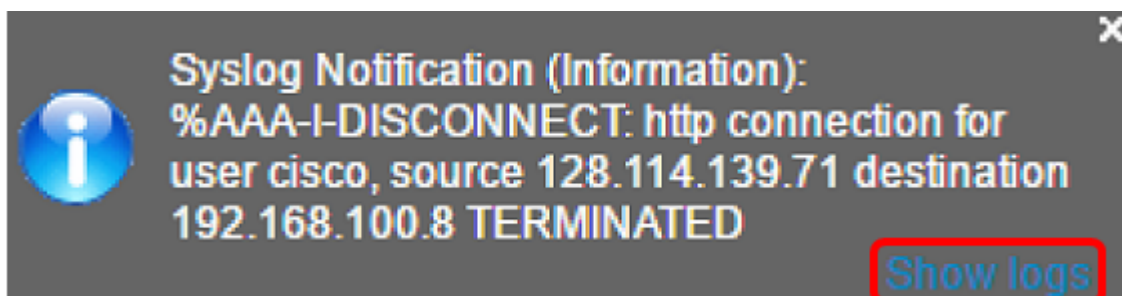 Syslog Notification (Information):
%AAA-I-DISCONNECT: http connection for
user cisco, source 128.114.139.71 destination
192.168.100.8 TERMINATED
Show logs